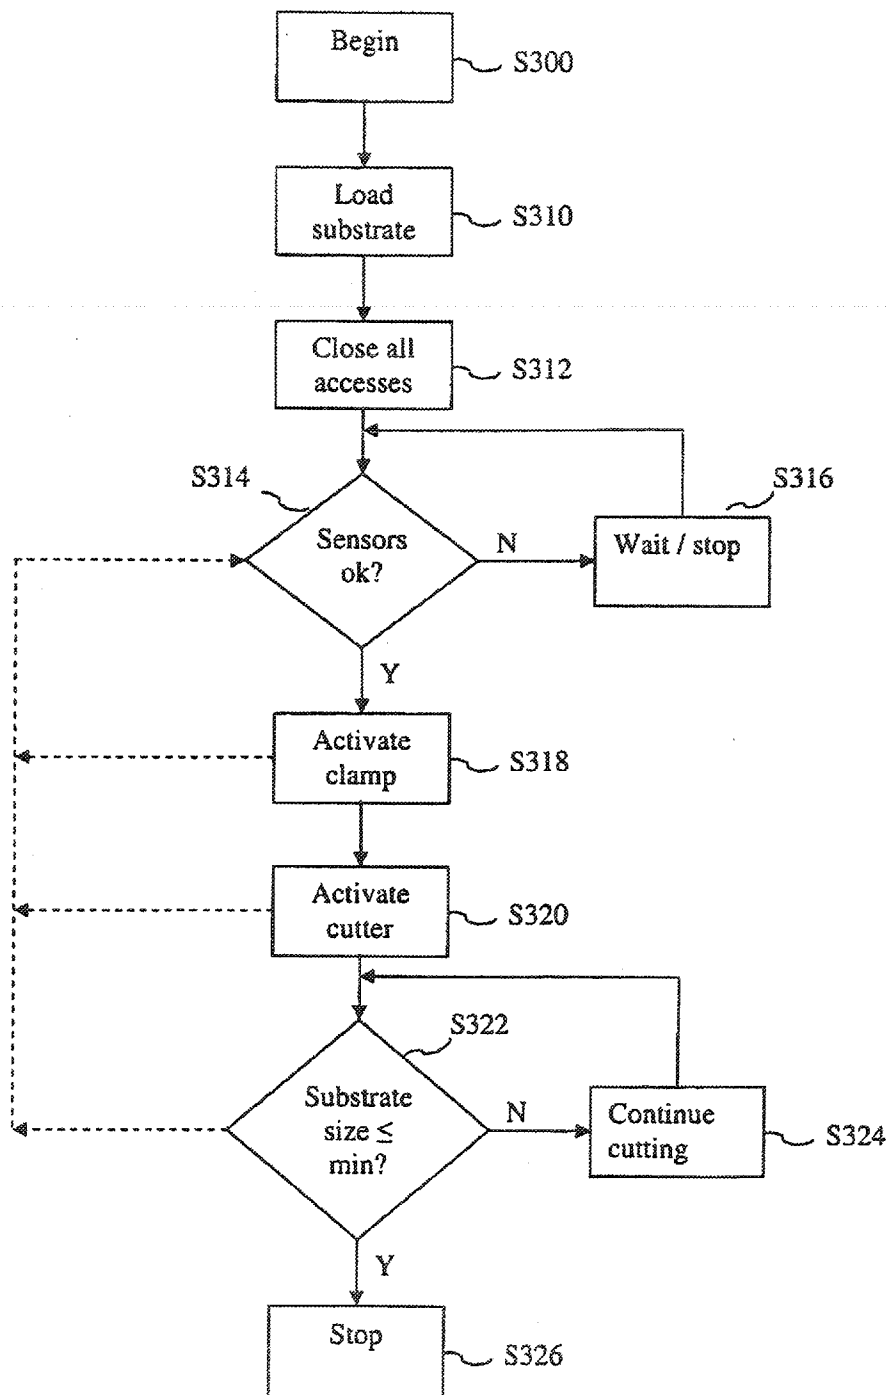 Begin
S300
Load
substrate
S310
Close all
accesses
S312
S314
Sensors
ok?
N
S316
Wait / stop
Y
Activate
clamp
S318
Activate
cutter
S320
S322
Substrate
size ≤
min?
N
Continue
cutting
S324
Y
Stop
S326